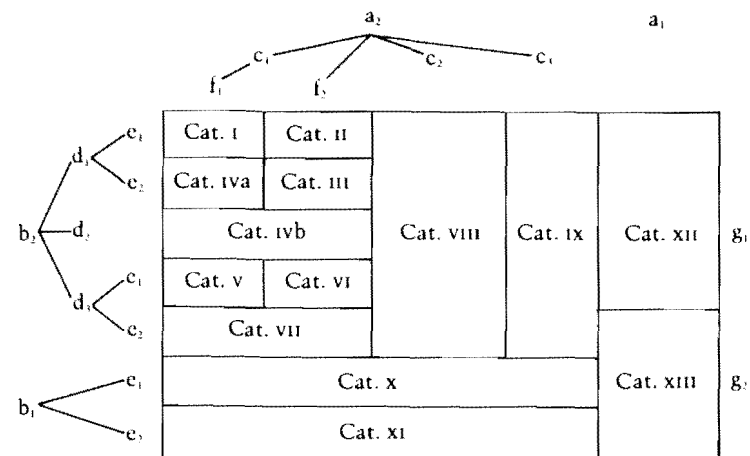 a₂ a₁
c₁ c₂ c₃
f₁ f₂
e₁ Cat. I Cat. II
d₁
e₂ Cat. IVa Cat. III
b₂ d₂ Cat. IVb Cat. VIII Cat. IX Cat. XII g₁
e₁ Cat. V Cat. VI
d₃
e₂ Cat. VII
e₁ Cat. X Cat. XIII g₂
b₁
e₂ Cat. XI